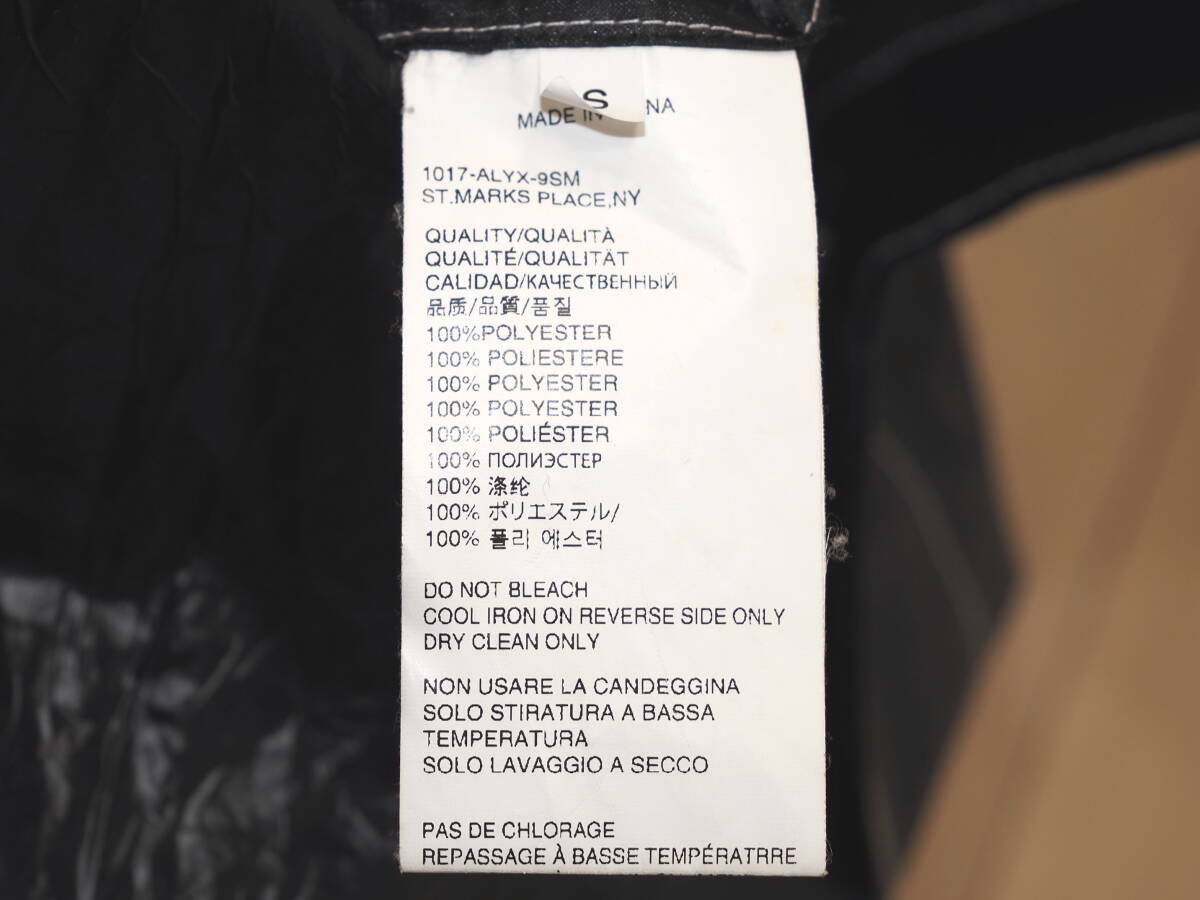 S
MADE IN
1017-ALYX-9SM
ST.MARKS PLACE,NY
QUALITY/QUALITÀ
QUALITÉ/QUALITÄT
CALIDAD/КАЧЕСТВЕННЫЙ
品质/品質/품질
100%POLYESTER
100% POLIESTERE
100% POLYESTER
100% POLYESTER
100% POLIÉSTER
100% ПОЛИЭСТЕР
100% 涤纶
100% ポリエステル/
100% 폴리 에스터
DO NOT BLEACH
COOL IRON ON REVERSE SIDE ONLY
DRY CLEAN ONLY
NON USARE LA CANDEGGINA
SOLO STIRATURA A BASSA
TEMPERATURA
SOLO LAVAGGIO A SECCO
PAS DE CHLORAGE
REPASSAGE À BASSE TEMPÉRATRRE